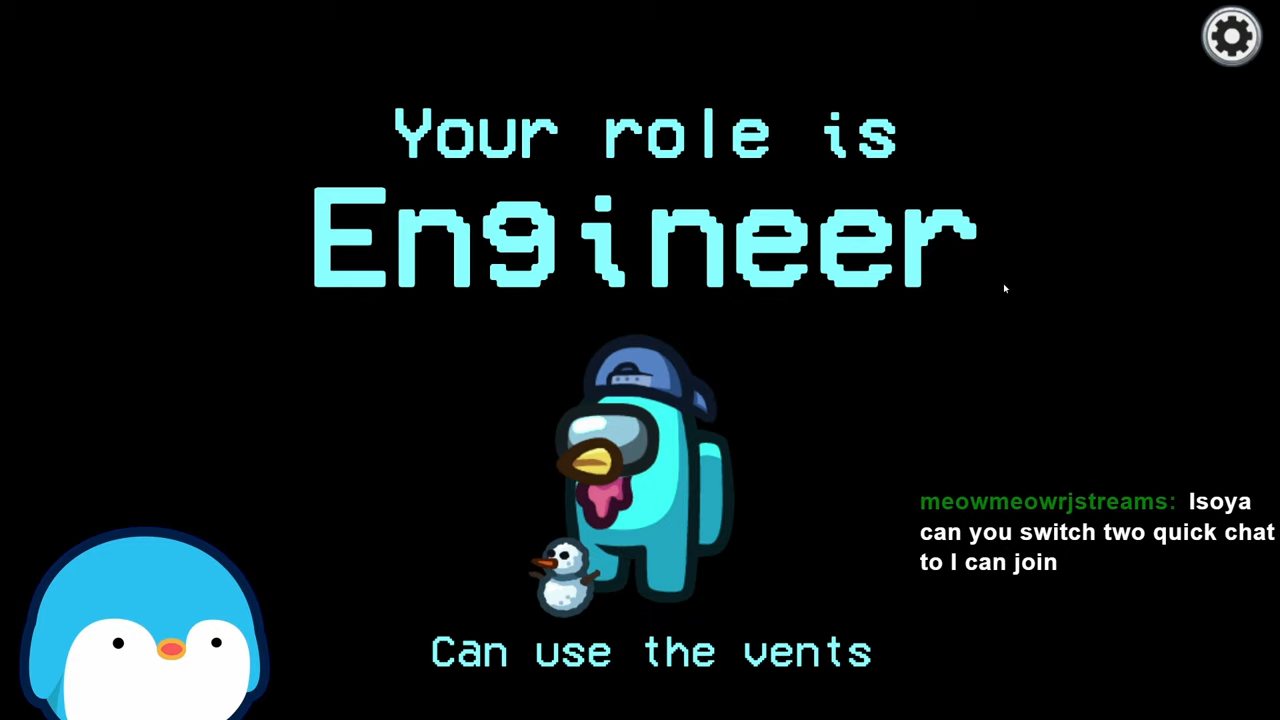 Your role is
Engineer
meowmeowrjstreams: Isoya
can you switch two quick chat
to I can join
Can use the vents